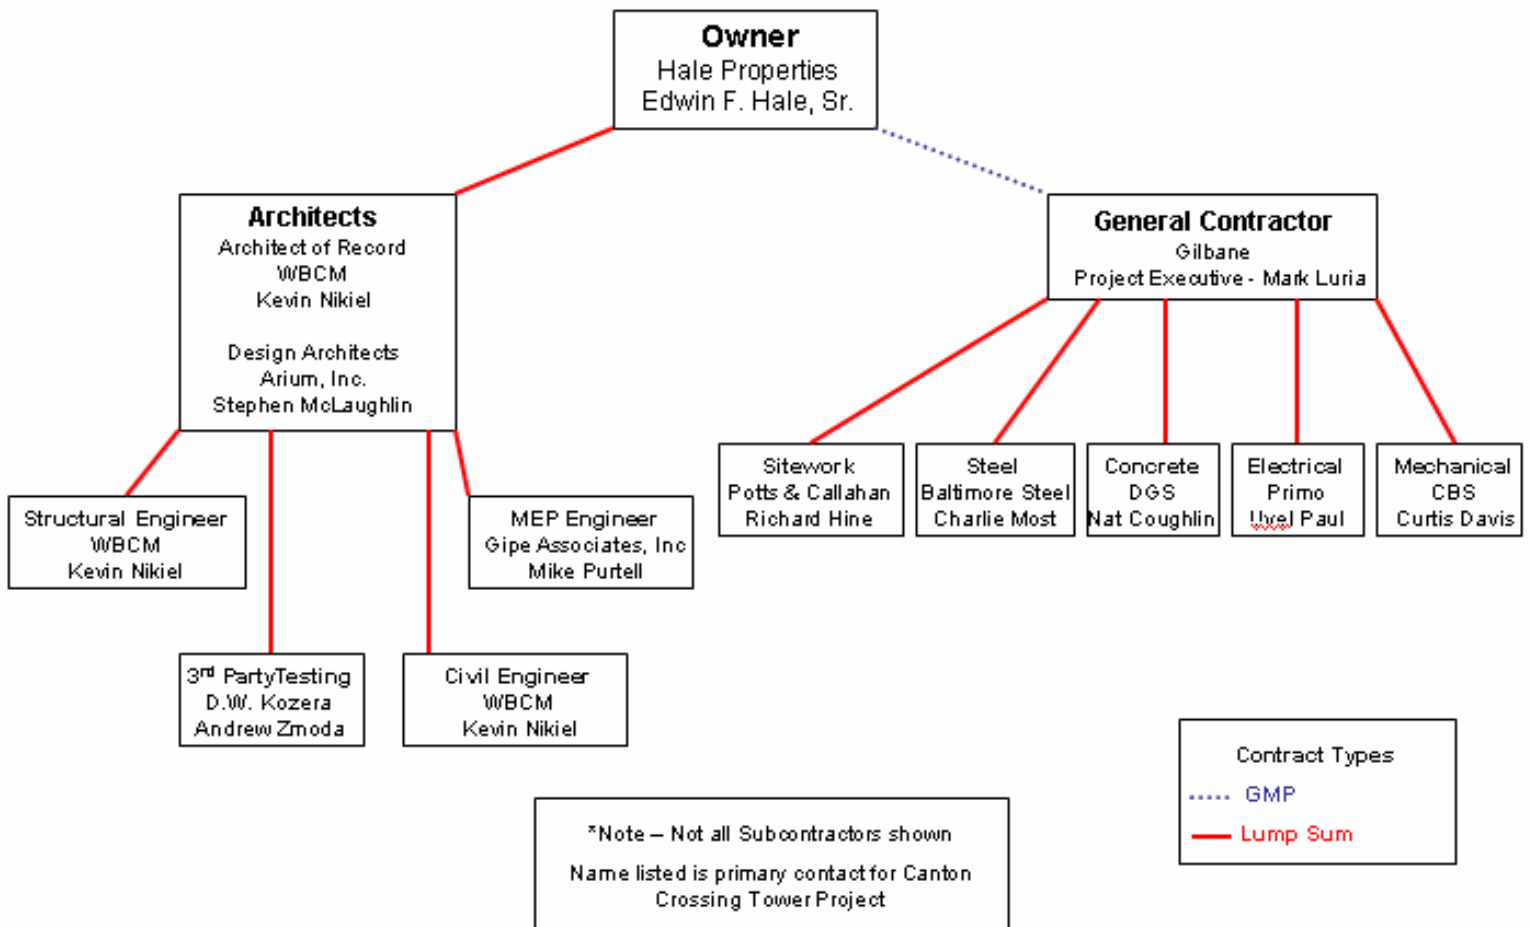 Owner
Hale Properties
Edwin F. Hale, Sr.
Architects
Architect of Record
WBCM
Kevin Nikiel
Design Architects
Arium, Inc.
Stephen McLaughlin
General Contractor
Gilbane
Project Executive - Mark Luria
Structural Engineer
WBCM
Kevin Nikiel
MEP Engineer
Gipe Associates, Inc
Mike Purtell
3rd PartyTesting
D.W. Kozera
Andrew Zmoda
Civil Engineer
WBCM
Kevin Nikiel
Sitework
Potts & Callahan
Richard Hine
Steel
Baltimore Steel
Charlie Most
Concrete
DGS
Nat Coughlin
Electrical
Primo
Paul
Mechanical
CBS
Curtis Davis
Contract Types
GMP
Lump Sum
*Note – Not all Subcontractors shown
Name listed is primary contact for Canton
Crossing Tower Project